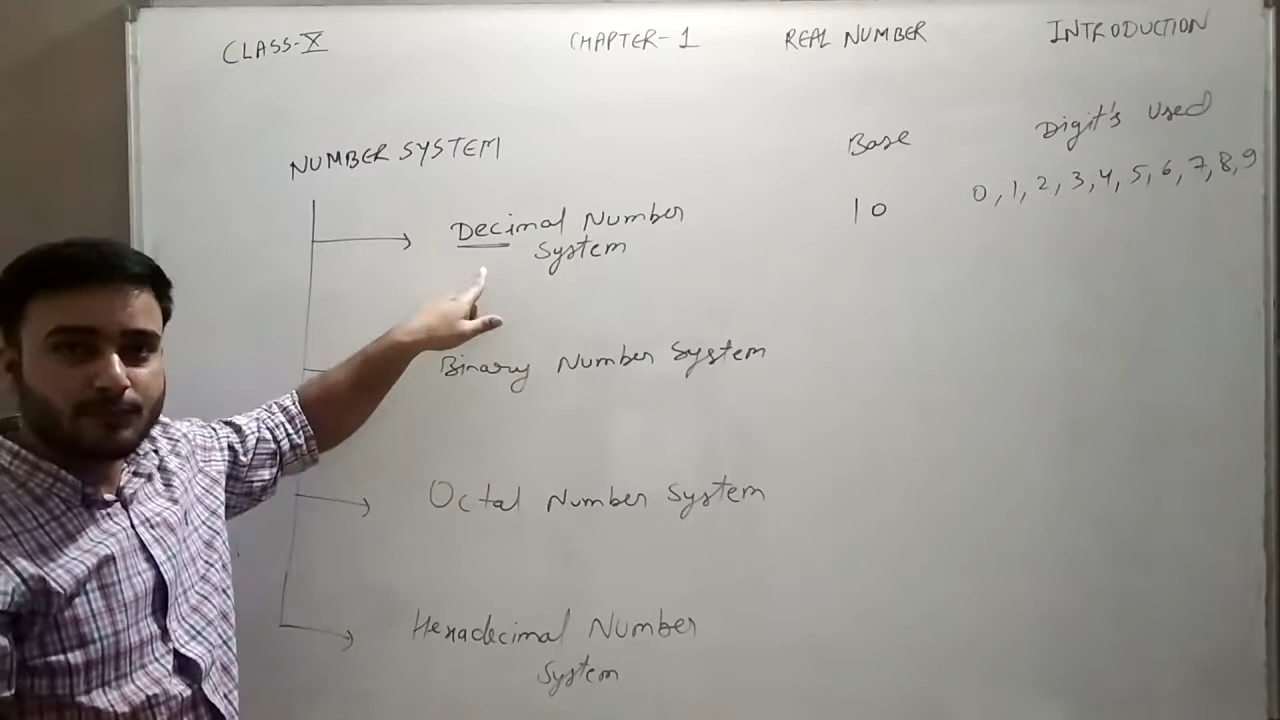 CLASS-X CHAPTER-1 REAL NUMBER INTRODUCTION
NUMBER SYSTEM Base Digit's Used
Decimal Number 10 0, 1, 2, 3, 4, 5, 6, 7, 8, 9
System
Binary Number System
Octal Number System
Hexadecimal Number
System